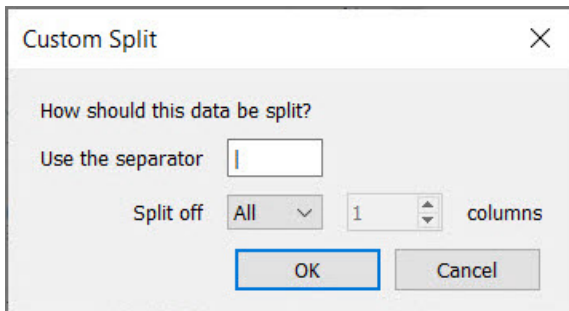 Custom Split
How should this data be split?
Use the separator |
Split off All 1 columns
OK Cancel